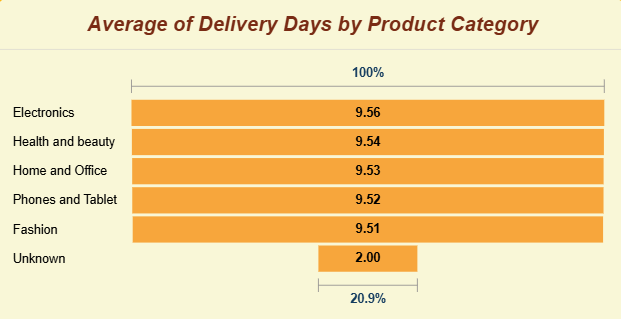 Average of Delivery Days by Product Category
100%
Electronics 9.56
Health and beauty 9.54
Home and Office 9.53
Phones and Tablet 9.52
Fashion 9.51
Unknown 2.00
20.9%